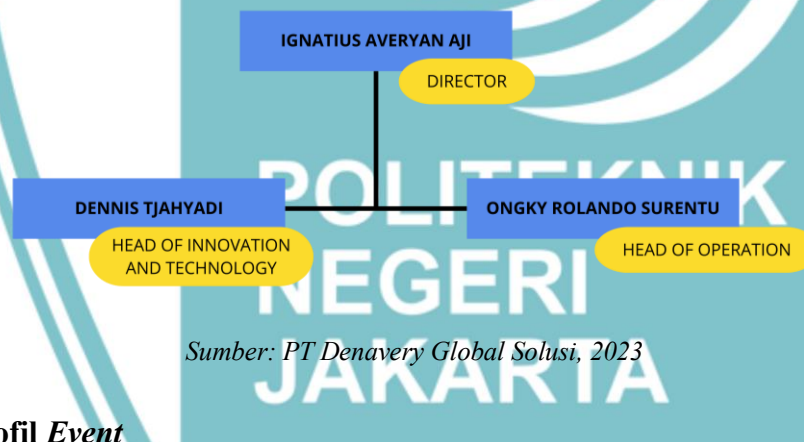 IGNATIUS AVERYAN AJI
DIRECTOR
DENNIS TJAHYADI
ONGKY ROLANDO SURENTU
HEAD OF INNOVATION
AND TECHNOLOGY
HEAD OF OPERATION
POLITEKNIK
NEGERI
JAKARTA
Sumber: PT Denavery Global Solusi, 2023
ofil Event